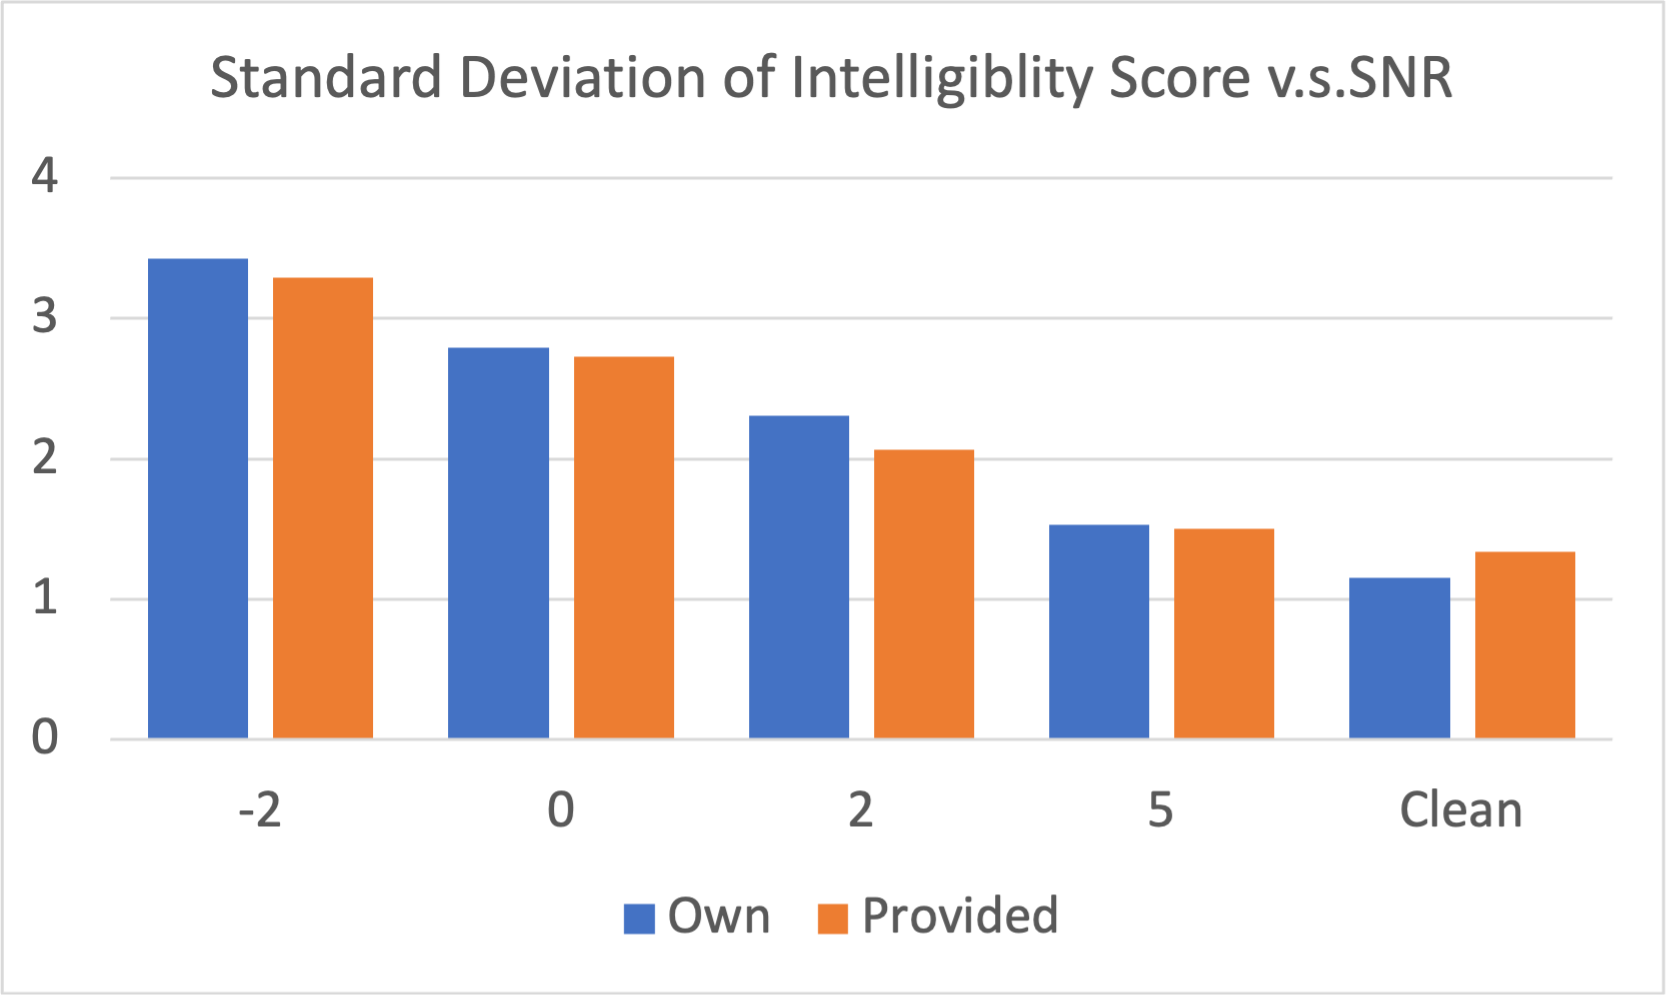 Standard Deviation of Intelligiblity Score v.s.SNR
4
3
2
1
0
-2 0 2 5 Clean
Own Provided